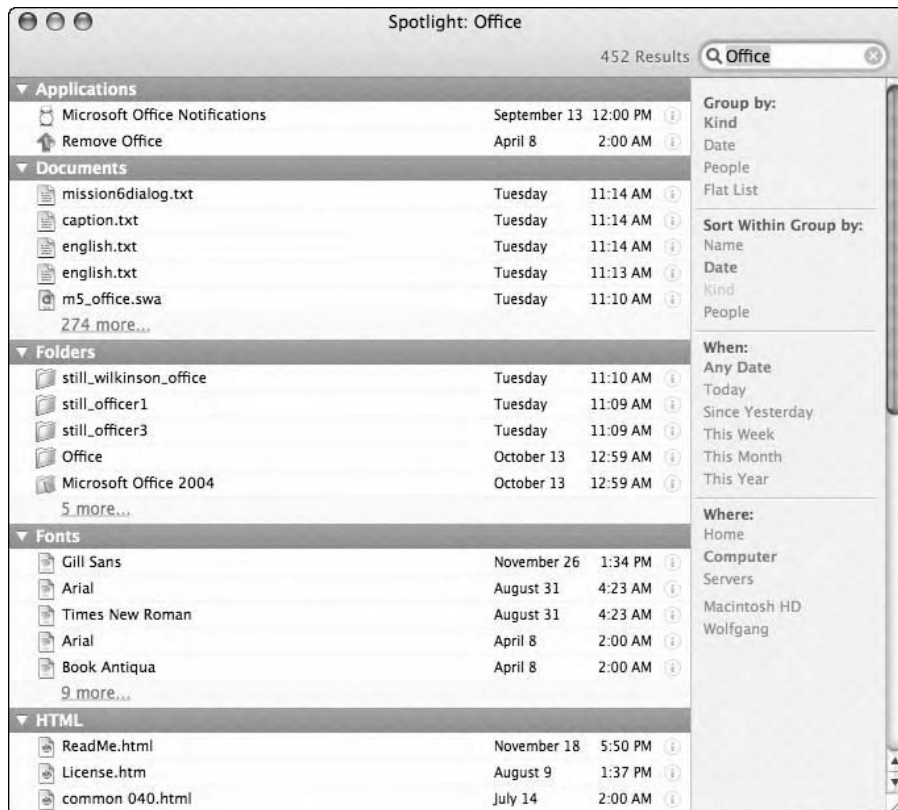 Spotlight: Office
452 Results
Office
Applications
Microsoft Office Notifications September 13 12:00 PM
Remove Office April 8 2:00 AM
Documents
mission6dialog.txt Tuesday 11:14 AM
caption.txt Tuesday 11:14 AM
english.txt Tuesday 11:14 AM
english.txt Tuesday 11:13 AM
m5_office.swa Tuesday 11:10 AM
274 more...
Folders
still_wilkinson_office Tuesday 11:10 AM
still_officer1 Tuesday 11:09 AM
still_officer3 Tuesday 11:09 AM
Office October 13 12:59 AM
Microsoft Office 2004 October 13 12:59 AM
5 more...
Fonts
Gill Sans November 26 1:34 PM
Arial August 31 4:23 AM
Times New Roman August 31 4:23 AM
Arial April 8 2:00 AM
Book Antiqua April 8 2:00 AM
9 more...
HTML
ReadMe.html November 18 5:50 PM
License.htm August 9 1:37 PM
common 040.html July 14 2:00 AM
Group by:
Kind
Date
People
Flat List
Sort Within Group by:
Name
Date
Kind
People
When:
Any Date
Today
Since Yesterday
This Week
This Month
This Year
Where:
Home
Computer
Servers
Macintosh HD
Wolfgang